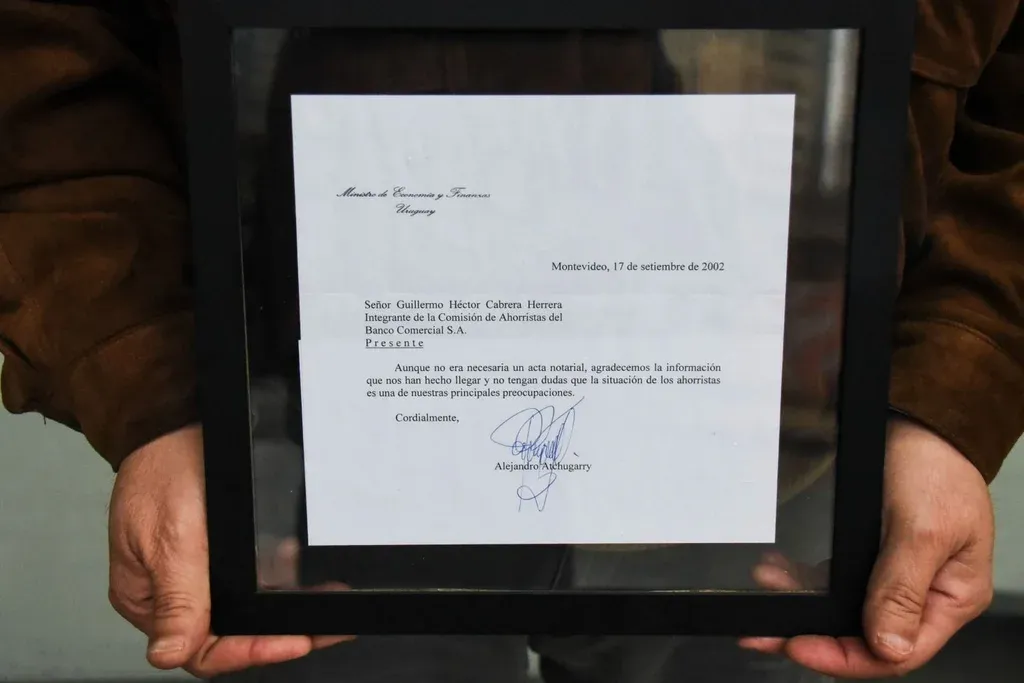 Ministro de Economía y Finanzas
Uruguay
Montevideo, 17 de setiembre de 2002
Señor Guillermo Héctor Cabrera Herrera
Integrante de la Comisión de Ahorristas del
Banco Comercial S.A.
P r e s e n t e
Aunque no era necesaria un acta notarial, agradecemos la información
que nos han hecho llegar y no tengan dudas que la situación de los ahorristas
es una de nuestras principales preocupaciones.
Cordialmente,
Alejandro Atchugarry